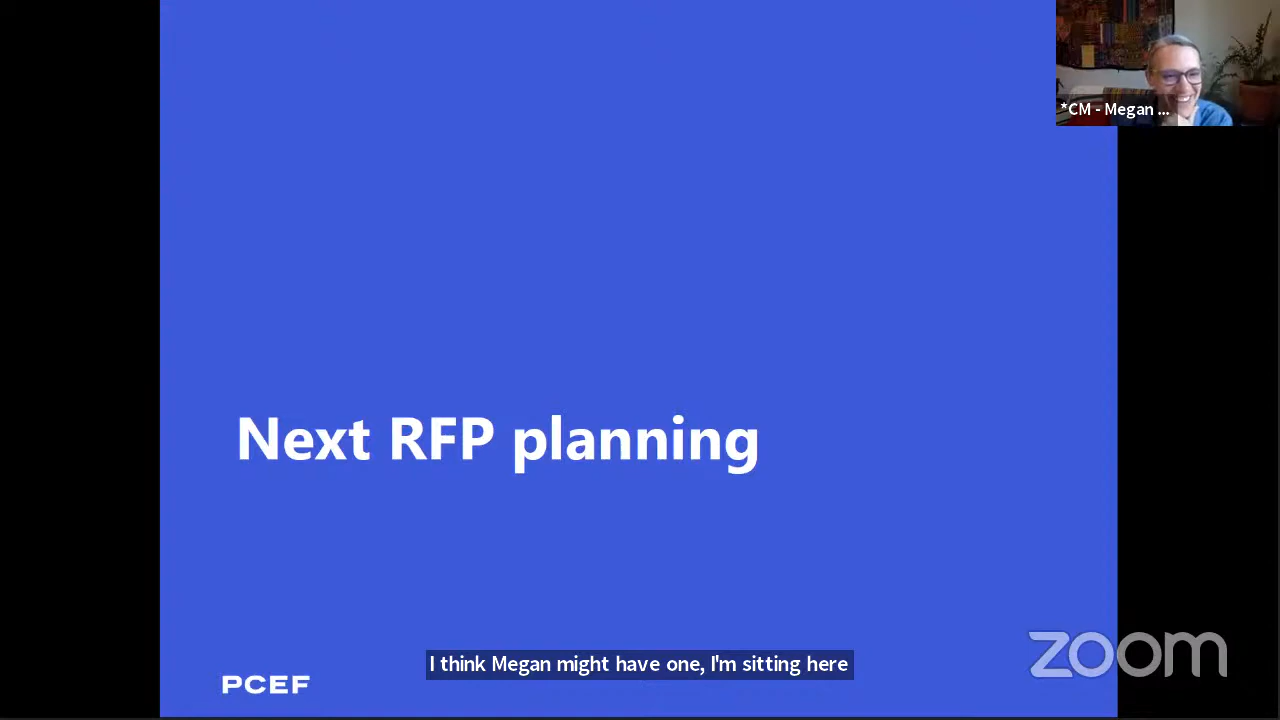 *CM - Megan ...
Next RFP planning
I think Megan might have one, I'm sitting here
PCEF
zoom